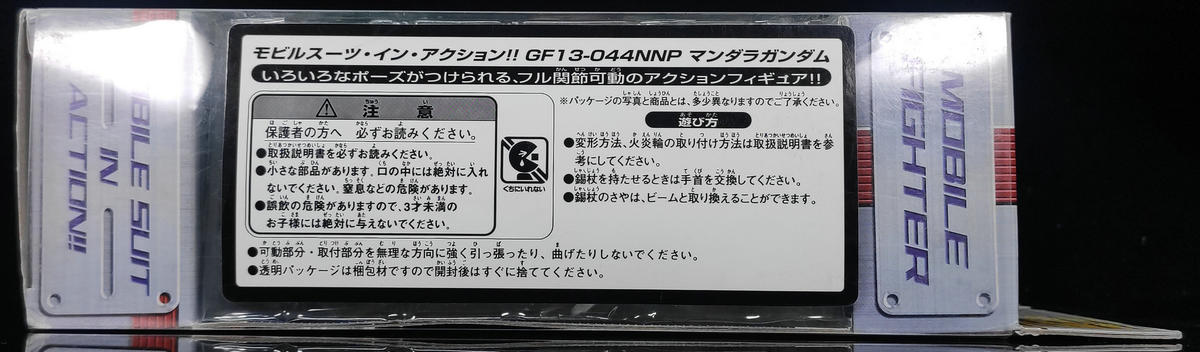 モビルスーツ・イン・アクション!! GF13-044NNP マンダラガンダム
いろいろなポーズがつけられる、フル関節可動のアクションフィギュア!!
⚠ 注意
保護者の方へ 必ずお読みください。
●取扱説明書を必ずお読みください。
●小さな部品があります。口の中には絶対に入れ
ないでください。窒息などの危険があります。
●誤飲の危険がありますので、3才未満の
お子様には絶対に与えないでください。
くちにいれない
※パッケージの写真と商品とは、多少異なりますのでご了承ください。
遊び方
●変形方法、火炎輪の取り付け方法は取扱説明書を参
考にしてください。
●錫杖を持たせるときは手首を交換してください。
●錫杖のさやは、ビームと取り換えることができます。
●可動部分・取付部分を無理な方向に強く引っ張ったり、曲げたりしないでください。
●透明パッケージは梱包材ですので開封後はすぐに捨ててください。
MOBILE SUIT
IN
ACTION!!
MOBILE
FIGHTER